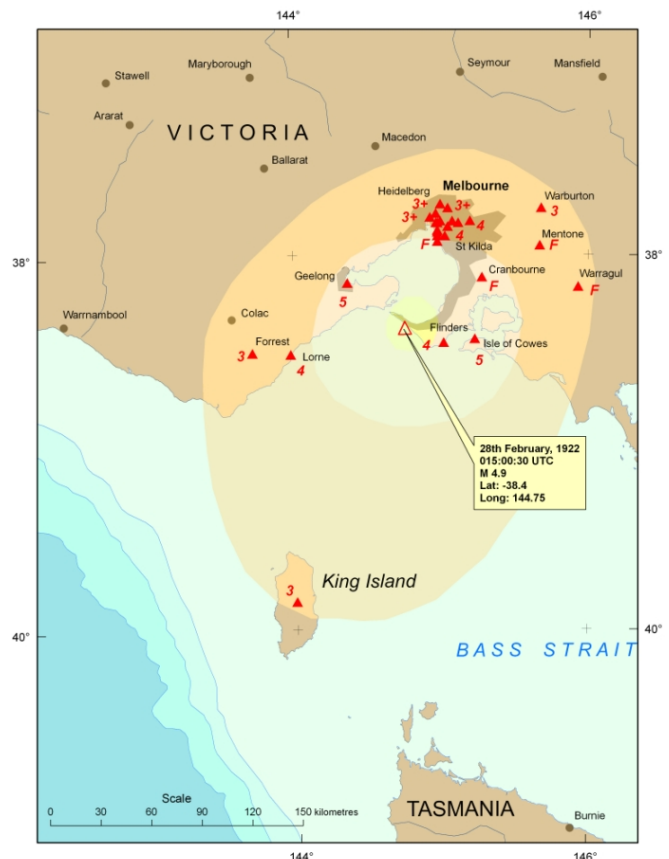 144°
146°
Seymour
Mansfield
Maryborough
Stawell
Ararat
VICTORIA
Macedon
Ballarat
Heidelberg
Melbourne
Warburton
3+
3+
3
3+
4
4
Mentone
F
F
St Kilda
38°
38°
Geelong
Cranbourne
Warragul
5
F
F
Colac
Warrnambool
Flinders
Forrest
4
Isle of Cowes
3
Lorne
5
4
28th February, 1922
015:00:30 UTC
M 4.9
Lat: -38.4
Long: 144.75
King Island
3
40°
40°
BASS STRAIT
Scale
0 30 60 90 120 150 kilometres
TASMANIA
Burnie
144°
146°